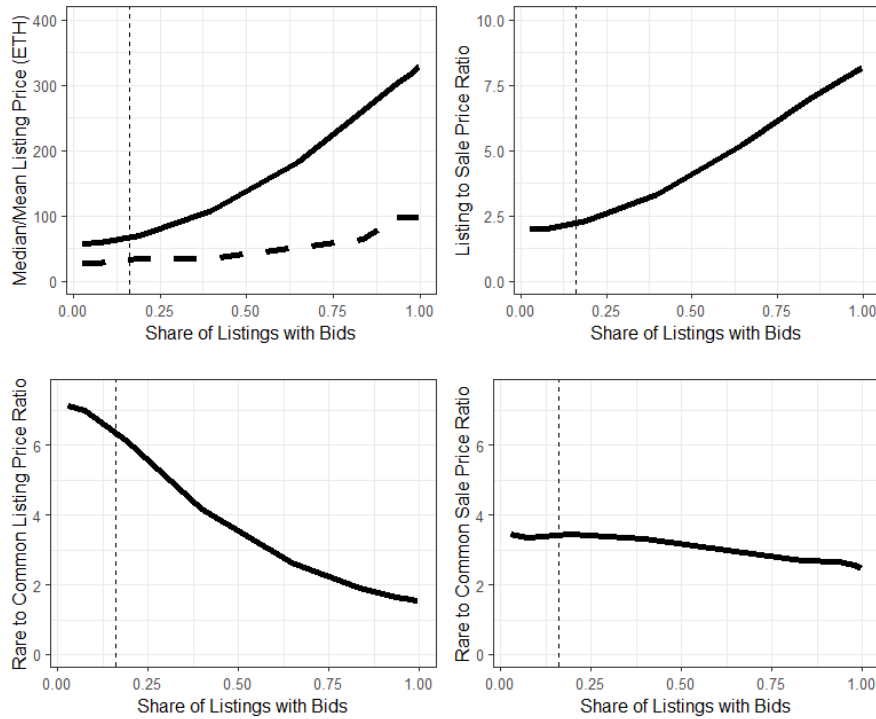 Median/Mean Listing Price (ETH)
400
300
200
100
0
0.00 0.25 0.50 0.75 1.00
Share of Listings with Bids
Listing to Sale Price Ratio
10.0
7.5
5.0
2.5
0.0
0.00 0.25 0.50 0.75 1.00
Share of Listings with Bids
Rare to Common Listing Price Ratio
6
4
2
0
0.00 0.25 0.50 0.75 1.00
Share of Listings with Bids
Rare to Common Sale Price Ratio
6
4
2
0
0.00 0.25 0.50 0.75 1.00
Share of Listings with Bids